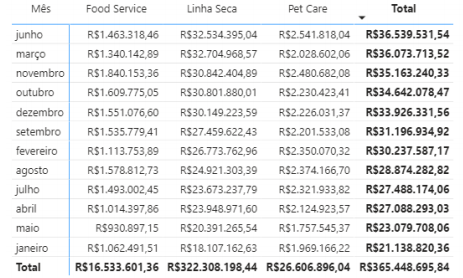 Mês Food Service Linha Seca Pet Care Total
junho R$1.463.318,46 R$32.534.395,04 R$2.541.818,04 R$36.539.531,54
março R$1.340.142,89 R$32.704.968,57 R$2.028.602,06 R$36.073.713,52
novembro R$1.840.153,36 R$30.842.404,89 R$2.480.682,08 R$35.163.240,33
outubro R$1.609.775,05 R$30.801.880,01 R$2.230.423,41 R$34.642.078,47
dezembro R$1.551.076,60 R$30.149.223,59 R$2.226.031,37 R$33.926.331,56
setembro R$1.535.779,41 R$27.459.622,43 R$2.201.533,08 R$31.196.934,92
fevereiro R$1.113.753,89 R$26.773.762,96 R$2.350.070,32 R$30.237.587,17
agosto R$1.578.812,73 R$24.921.303,39 R$2.374.166,70 R$28.874.282,82
julho R$1.493.002,45 R$23.673.237,79 R$2.321.933,82 R$27.488.174,06
abril R$1.014.397,86 R$23.948.971,60 R$2.124.923,57 R$27.088.293,03
maio R$930.897,15 R$20.391.265,54 R$1.757.545,37 R$23.079.708,06
janeiro R$1.062.491,51 R$18.107.162,63 R$1.969.166,22 R$21.138.820,36
Total R$16.533.601,36 R$322.308.198,44 R$26.606.896,04 R$365.448.695,84